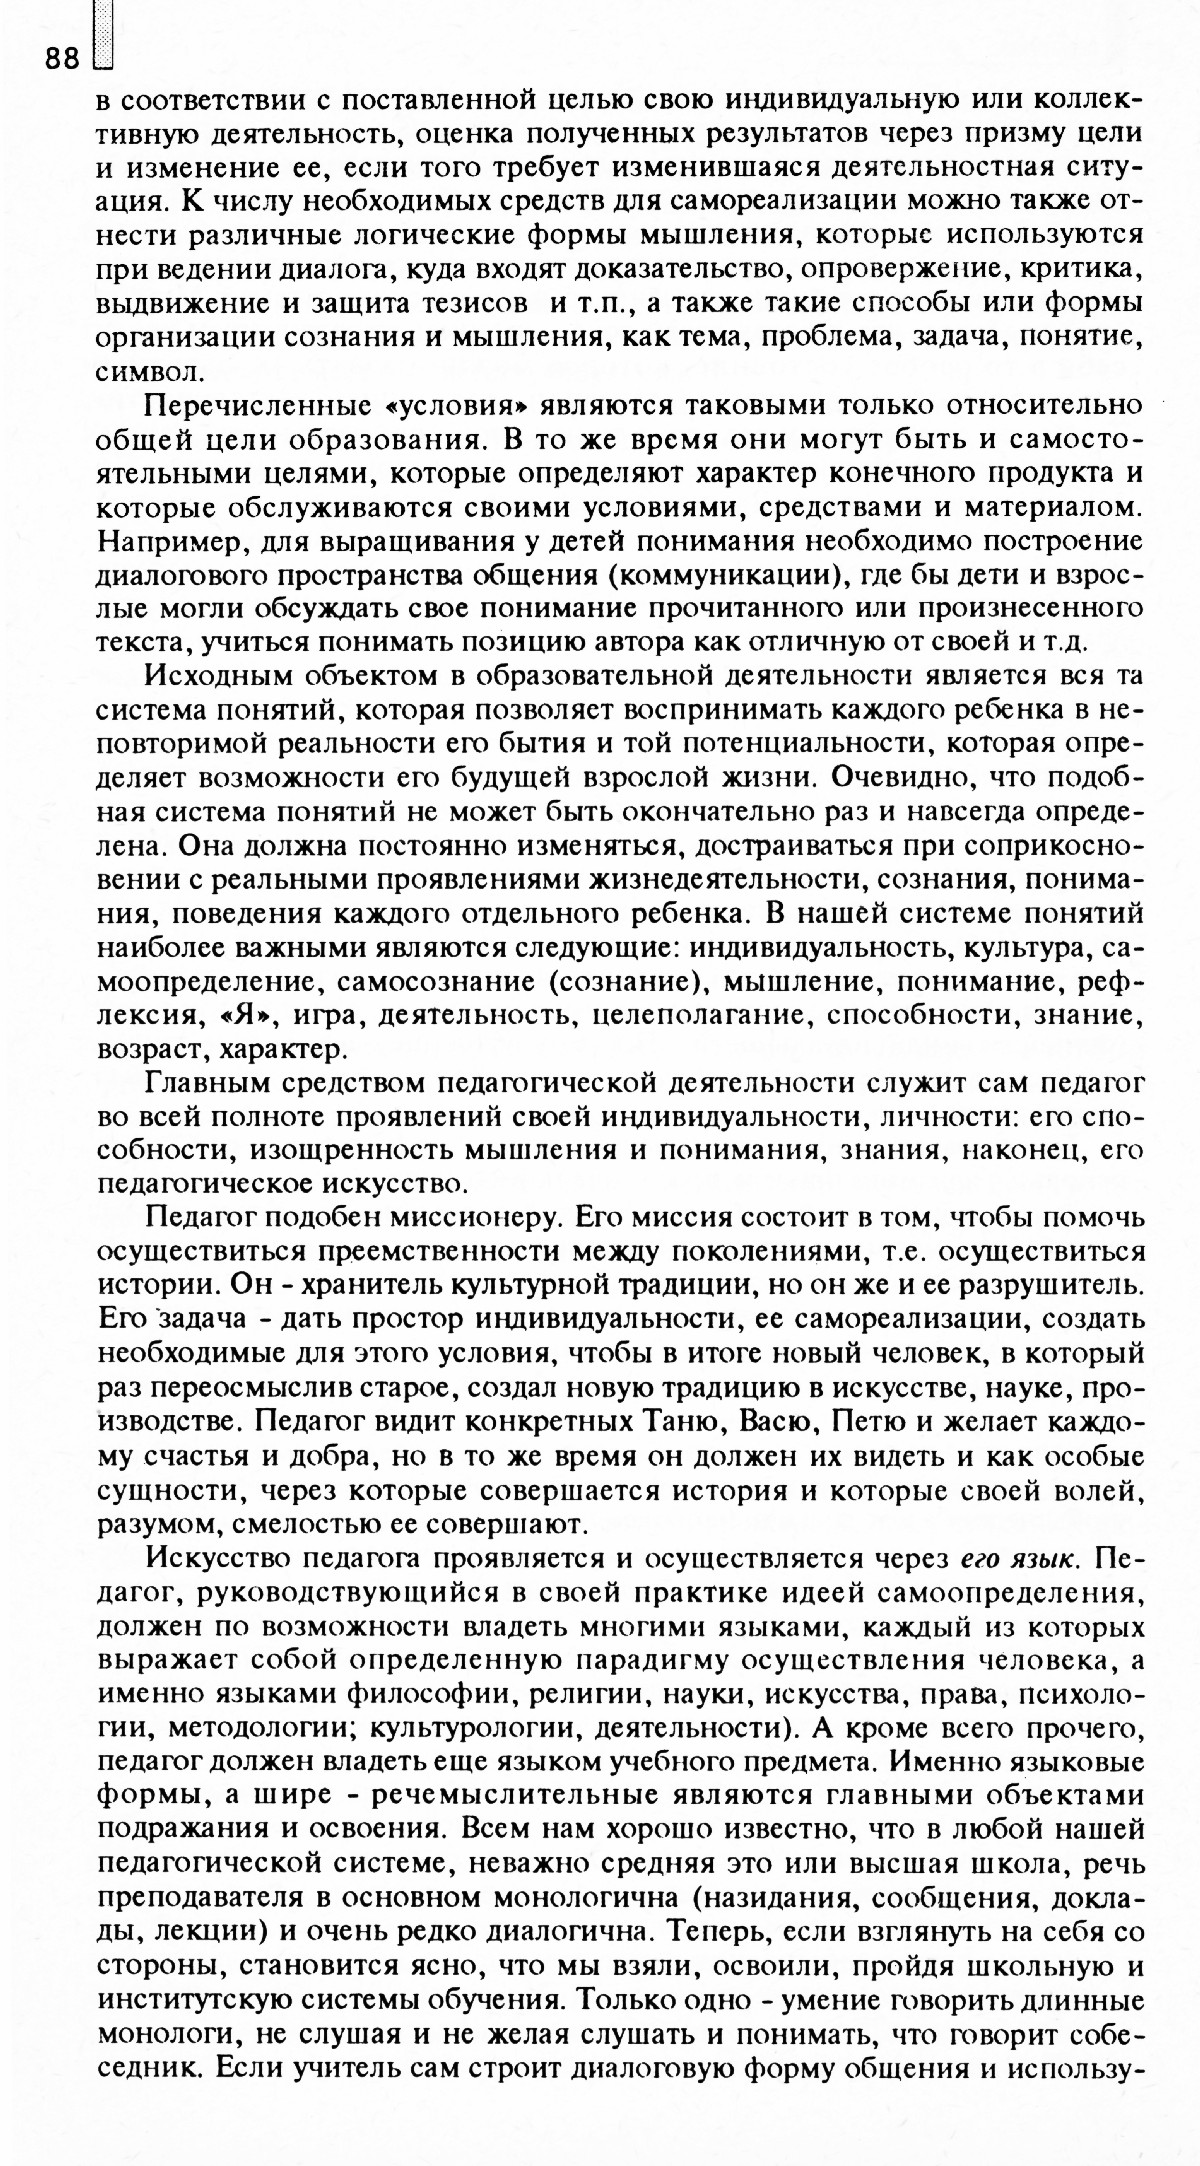 88
в соответствии с поставленной целью свою индивидуальную или коллек-
тивную деятельность, оценка полученных результатов через призму цели
и изменение ее, если того требует изменившаяся деятельностная ситу-
ация. К числу необходимых средств для самореализации можно также от-
нести различные логические формы мышления, которые используются
при ведении диалога, куда входят доказательство, опровержение, критика,
выдвижение и защита тезисов и т.п., а также такие способы или формы
организации сознания и мышления, как тема, проблема, задача, понятие,
символ.
Перечисленные «условия» являются таковыми только относительно
общей цели образования. В то же время они могут быть и самосто-
ятельными целями, которые определяют характер конечного продукта и
которые обслуживаются своими условиями, средствами и материалом.
Например, для выращивания у детей понимания необходимо построение
диалогового пространства общения (коммуникации), где бы дети и взрос-
лые могли обсуждать свое понимание прочитанного или произнесенного
текста, учиться понимать позицию автора как отличную от своей и т.д.
Исходным объектом в образовательной деятельности является вся та
система понятий, которая позволяет воспринимать каждого ребенка в не-
повторимой реальности его бытия и той потенциальности, которая опре-
деляет возможности его будущей взрослой жизни. Очевидно, что подоб-
ная система понятий не может быть окончательно раз и навсегда опреде-
лена. Она должна постоянно изменяться, достраиваться при соприкосно-
вении с реальными проявлениями жизнедеятельности, сознания, понима-
ния, поведения каждого отдельного ребенка. В нашей системе понятий
наиболее важными являются следующие: индивидуальность, культура, са-
моопределение, самосознание (сознание), мышление, понимание, реф-
лексия, «Я», игра, деятельность, целеполагание, способности, знание,
возраст, характер.
Главным средством педагогической деятельности служит сам педагог
во всей полноте проявлений своей индивидуальности, личности: его спо-
собности, изощренность мышления и понимания, знания, наконец, его
педагогическое искусство.
Педагог подобен миссионеру. Его миссия состоит в том, чтобы помочь
осуществиться преемственности между поколениями, т.е. осуществиться
истории. Он - хранитель культурной традиции, но он же и ее разрушитель.
Его задача - дать простор индивидуальности, ее самореализации, создать
необходимые для этого условия, чтобы в итоге новый человек, в который
раз переосмыслив старое, создал новую традицию в искусстве, науке, про-
изводстве. Педагог видит конкретных Таню, Васю, Петю и желает каждо-
му счастья и добра, но в то же время он должен их видеть и как особые
сущности, через которые совершается история и которые своей волей,
разумом, смелостью ее совершают.
Искусство педагога проявляется и осуществляется через его язык. Пе-
дагог, руководствующийся в своей практике идеей самоопределения,
должен по возможности владеть многими языками, каждый из которых
выражает собой определенную парадигму осуществления человека, а
именно языками философии, религии, науки, искусства, права, психоло-
гии, методологии; культурологии, деятельности). А кроме всего прочего,
педагог должен владеть еще языком учебного предмета. Именно языковые
формы, а шире - речемыслительные являются главными объектами
подражания и освоения. Всем нам хорошо известно, что в любой нашей
педагогической системе, неважно средняя это или высшая школа, речь
преподавателя в основном монологична (назидания, сообщения, докла-
ды, лекции) и очень редко диалогична. Теперь, если взглянуть на себя со
стороны, становится ясно, что мы взяли, освоили, пройдя школьную и
институтскую системы обучения. Только одно - умение говорить длинные
монологи, не слушая и не желая слушать и понимать, что говорит собе-
седник. Если учитель сам строит диалоговую форму общения и использу-